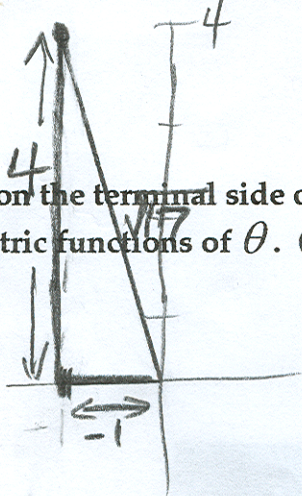 4
4
on the terminal side o
√17
tric functions of θ. (
-1